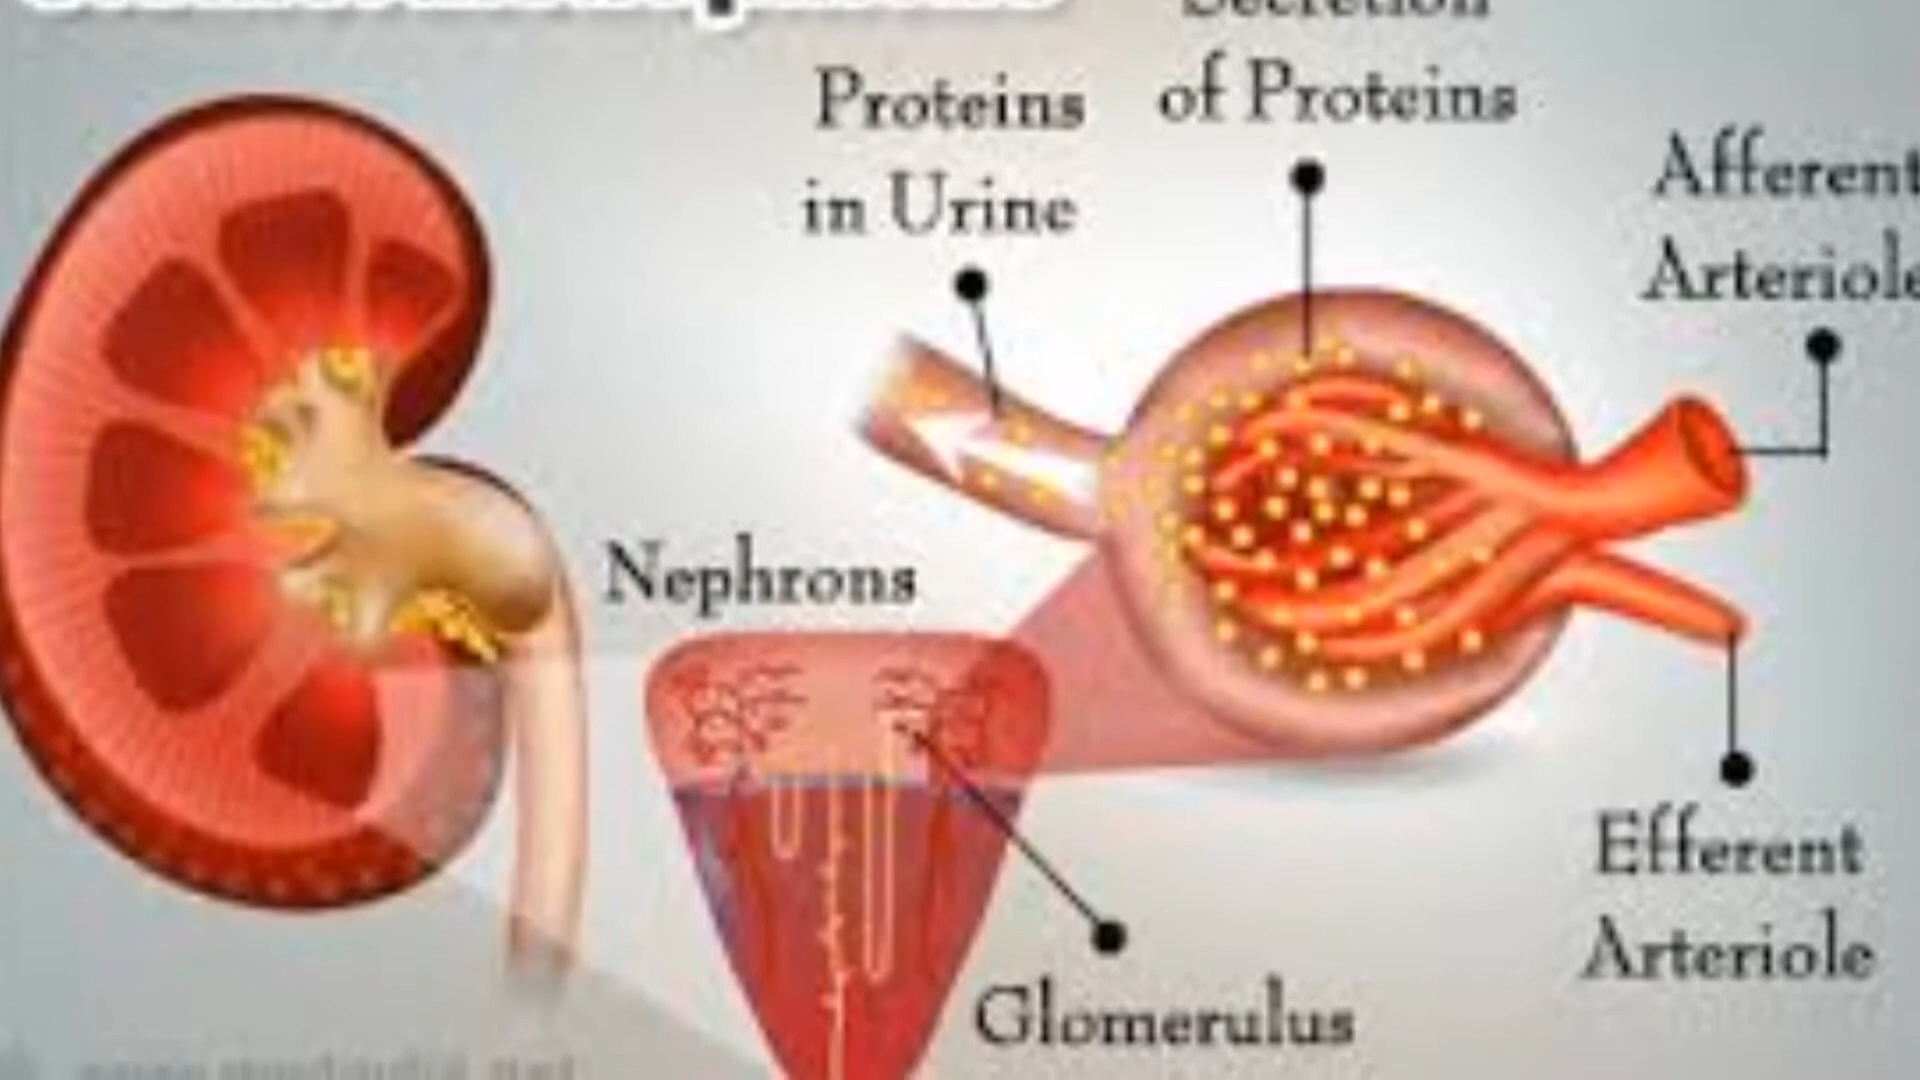 of Proteins
Proteins
in Urine
Afferent
Arteriole
Nephrons
Efferent
Arteriole
Glomerulus